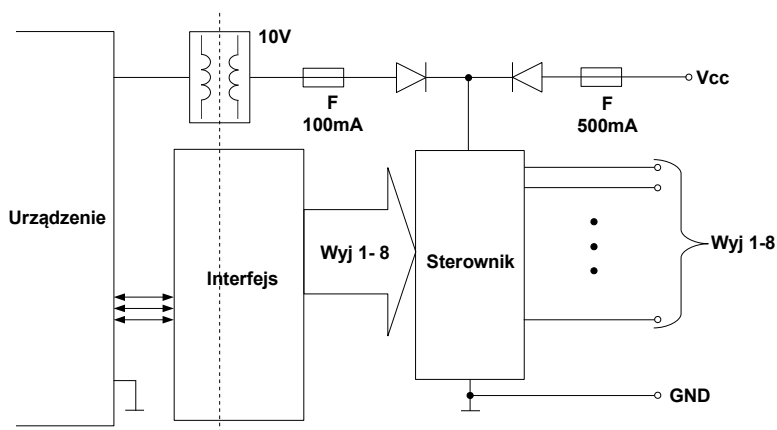 10V
F
100mA
F
500mA
Vcc
Urządzenie
Interfejs
Wyj 1- 8
Sterownik
Wyj 1-8
GND